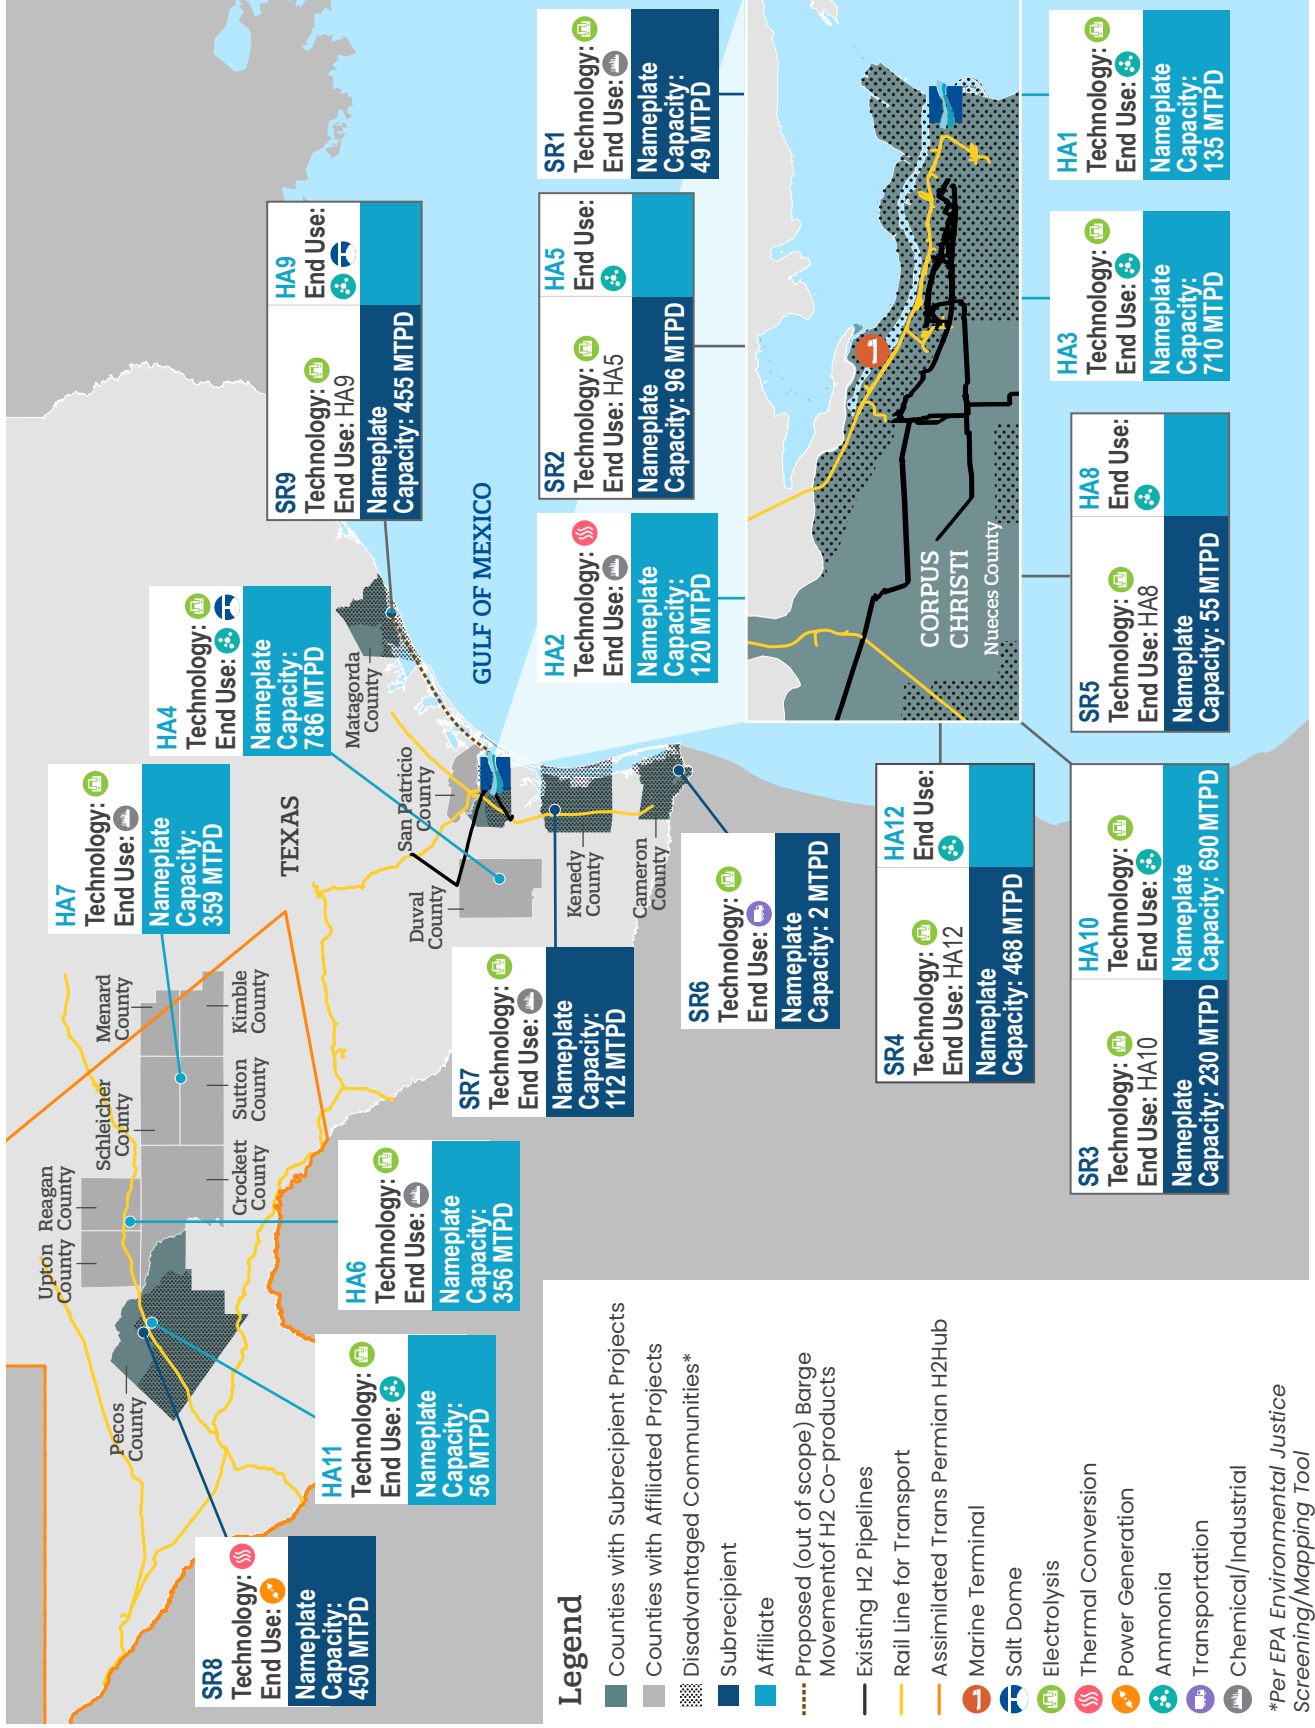 SR8
Technology:
End Use:
Nameplate
Capacity:
450 MTPD
HA11
Technology:
End Use:
Nameplate
Capacity:
56 MTPD
HA6
Technology:
End Use:
Nameplate
Capacity:
356 MTPD
HA7
Technology:
End Use:
Nameplate
Capacity:
359 MTPD
HA4
Technology:
End Use:
Nameplate
Capacity:
786 MTPD
SR9
Technology:
End Use: HA9
Nameplate
Capacity: 455 MTPD
HA9
End Use:
Pecos
County
Upton
County
Reagan
County
Schleicher
County
Menard
County
Crockett
County
Sutton
County
Kimble
County
TEXAS
Duval
County
San Patricio
County
Matagorda
County
Kenedy
County
Cameron
County
GULF OF MEXICO
SR7
Technology:
End Use:
Nameplate
Capacity:
112 MTPD
SR6
Technology:
End Use:
Nameplate
Capacity: 2 MTPD
HA2
Technology:
End Use:
Nameplate
Capacity:
120 MTPD
SR2
Technology:
End Use: HA5
Nameplate
Capacity: 96 MTPD
HA5
End Use:
SR1
Technology:
End Use:
Nameplate
Capacity:
49 MTPD
CORPUS
CHRISTI
Nueces County
SR4
Technology:
End Use: HA12
Nameplate
Capacity: 468 MTPD
HA12
End Use:
SR3
Technology:
End Use: HA10
Nameplate
Capacity: 230 MTPD
HA10
Technology:
End Use:
Nameplate
Capacity: 690 MTPD
SR5
Technology:
End Use: HA8
Nameplate
Capacity: 55 MTPD
HA8
End Use:
HA3
Technology:
End Use:
Nameplate
Capacity:
710 MTPD
HA1
Technology:
End Use:
Nameplate
Capacity:
135 MTPD
Legend
Counties with Subrecipient Projects
Counties with Affiliated Projects
Disadvantaged Communities*
Subrecipient
Affiliate
Proposed (out of scope) Barge
Movementof H2 Co-products
Existing H2 Pipelines
Rail Line for Transport
Assimilated Trans Permian H2Hub
Marine Terminal
Salt Dome
Electrolysis
Thermal Conversion
Power Generation
Ammonia
Transportation
Chemical/Industrial
*Per EPA Environmental Justice
Screening/Mapping Tool